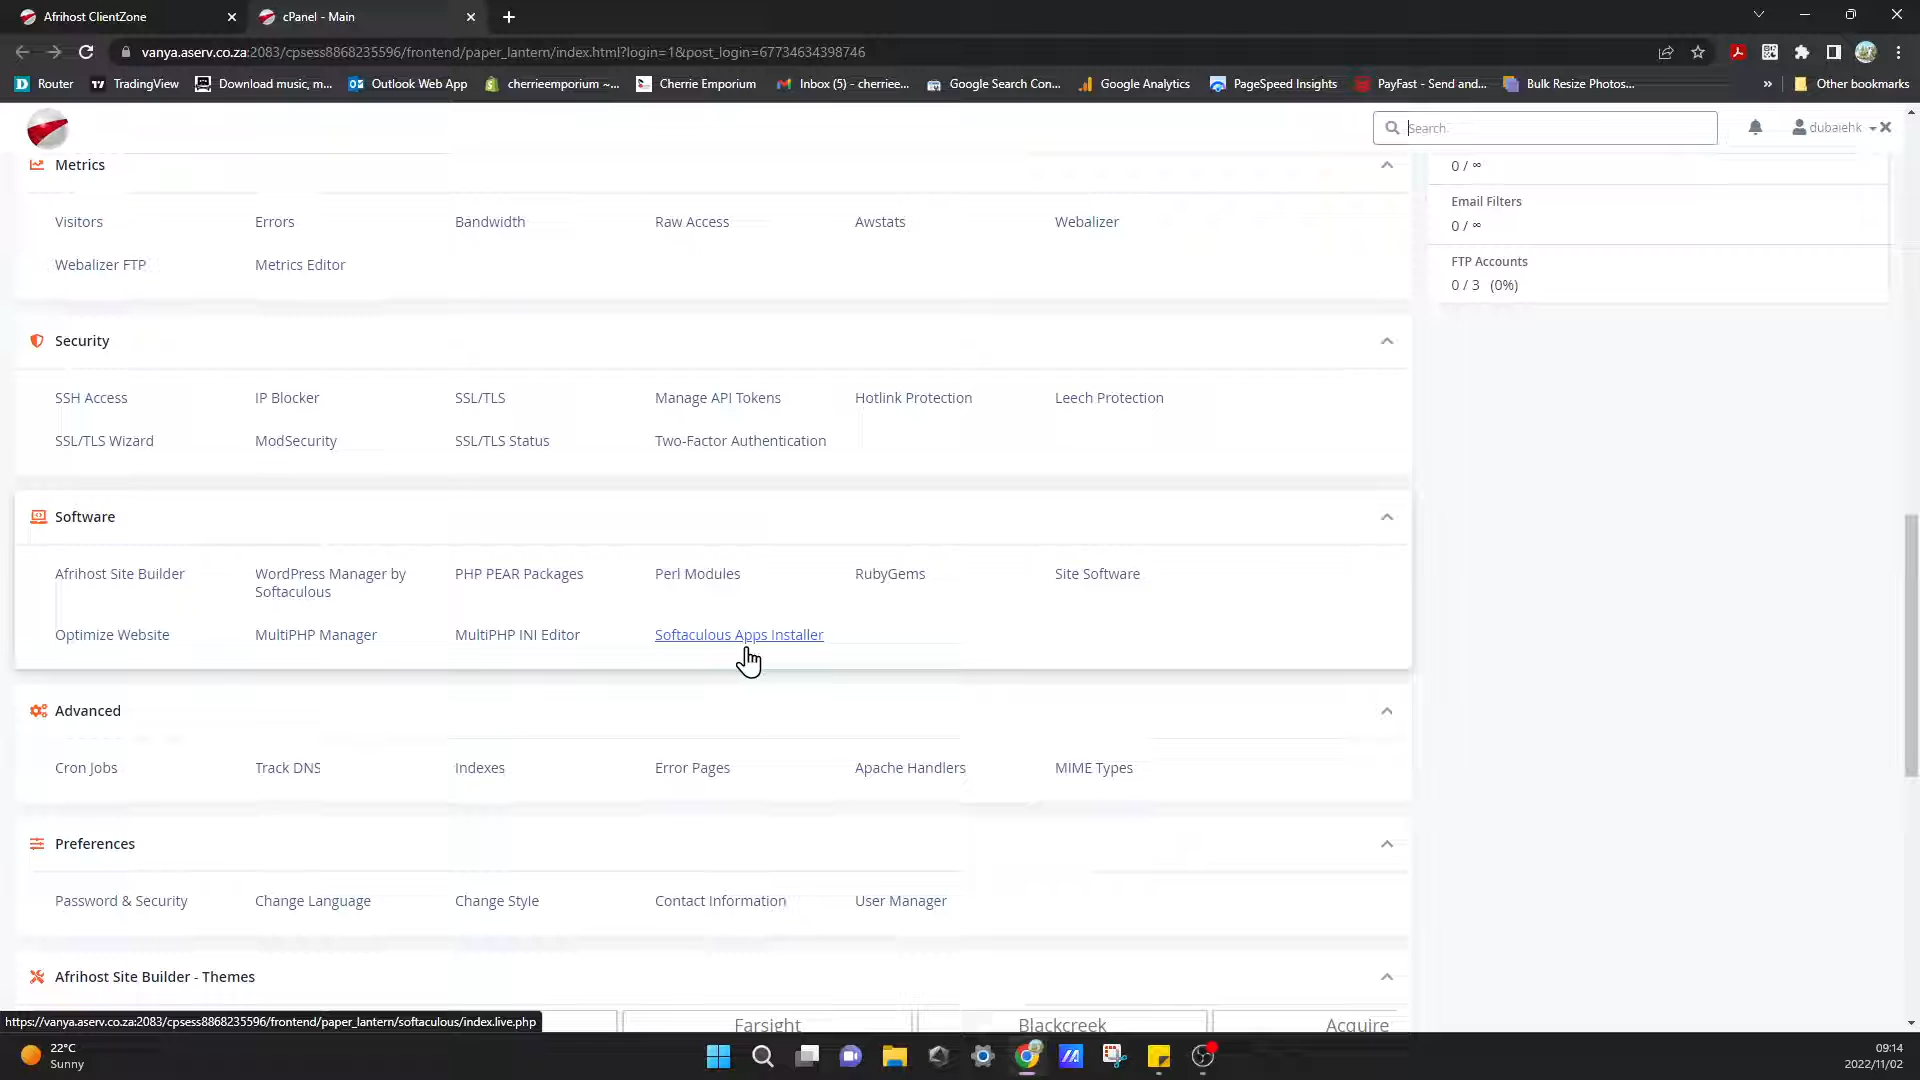 Afrihost ClientZone
cPanel - Main
vanya.aserv.co.za:2083/cpsess8868235596/frontend/paper_lantern/index.html?login=1&post_login=67734634398746
Router
TradingView
Download music, m...
Outlook Web App
cherrieemporium ~...
Cherrie Emporium
Inbox (5) - cherriee...
Google Search Con...
Google Analytics
PageSpeed Insights
PayFast - Send and...
Bulk Resize Photos...
»
Other bookmarks
Search
dubaiehk
Metrics
Visitors
Errors
Bandwidth
Raw Access
Awstats
Webalizer
Webalizer FTP
Metrics Editor
0 / ∞
Email Filters
0 / ∞
FTP Accounts
0 / 3 (0%)
Security
SSH Access
IP Blocker
SSL/TLS
Manage API Tokens
Hotlink Protection
Leech Protection
SSL/TLS Wizard
ModSecurity
SSL/TLS Status
Two-Factor Authentication
Software
Afrihost Site Builder
WordPress Manager by
Softaculous
PHP PEAR Packages
Perl Modules
RubyGems
Site Software
Optimize Website
MultiPHP Manager
MultiPHP INI Editor
Softaculous Apps Installer
Advanced
Cron Jobs
Track DNS
Indexes
Error Pages
Apache Handlers
MIME Types
Preferences
Password & Security
Change Language
Change Style
Contact Information
User Manager
Afrihost Site Builder - Themes
Farsight
Blackcreek
Acquire
https://vanya.aserv.co.za:2083/cpsess8868235596/frontend/paper_lantern/softaculous/index.live.php
22°C
Sunny
09:14
2022/11/02